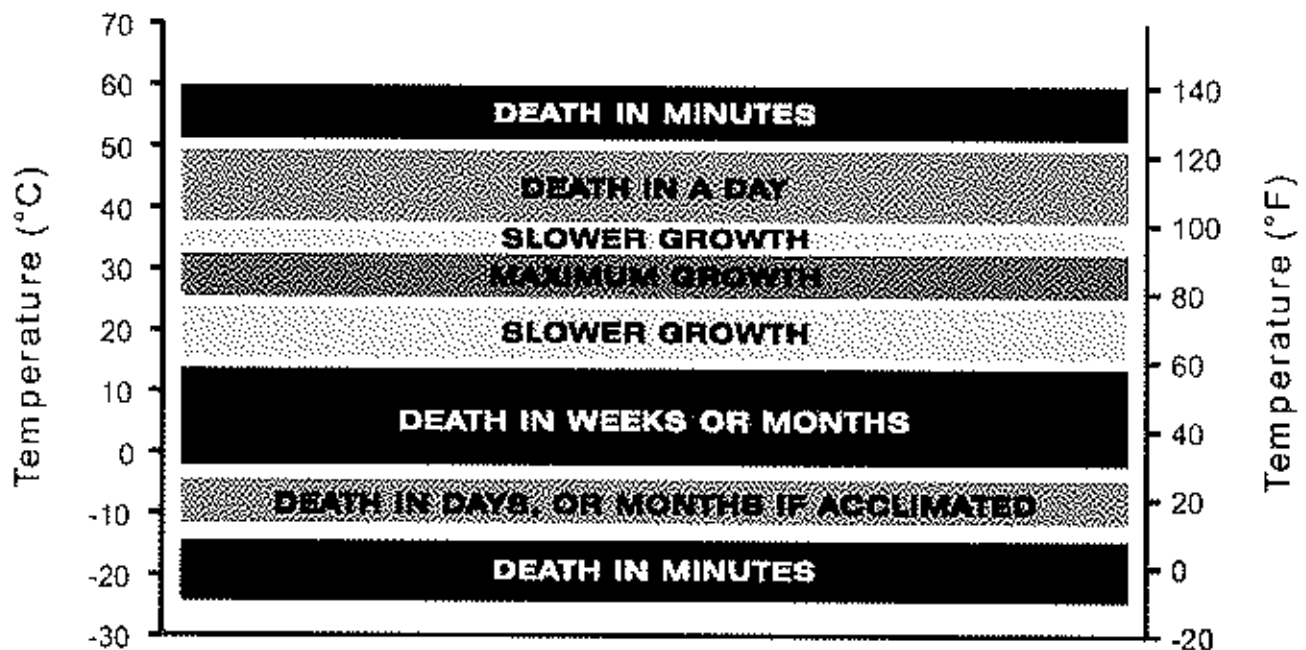 Temperature (°C)
70
60
50
40
30
20
10
0
-10
-20
-30
DEATH IN MINUTES
DEATH IN A DAY
SLOWER GROWTH
MAXIMUM GROWTH
SLOWER GROWTH
DEATH IN WEEKS OR MONTHS
DEATH IN DAYS, OR MONTHS IF ACCLIMATED
DEATH IN MINUTES
140
120
100
80
60
40
20
0
-20
Temperature (°F)